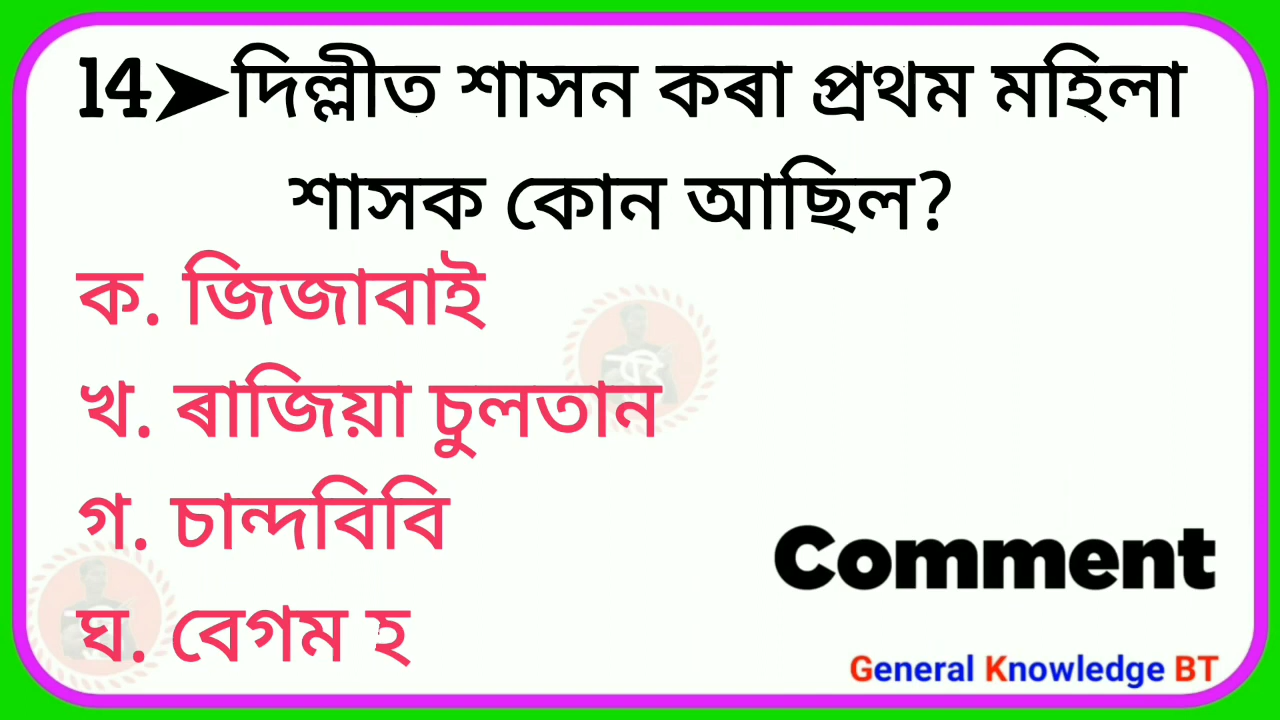 14➤দিল্লীত শাসন কৰা প্ৰথম মহিলা
শাসক কোন আছিল?
ক. জিজাবাই
খ. ৰাজিয়া চুলতান
গ. চান্দবিবি
ঘ. বেগম হ
Comment
General Knowledge BT